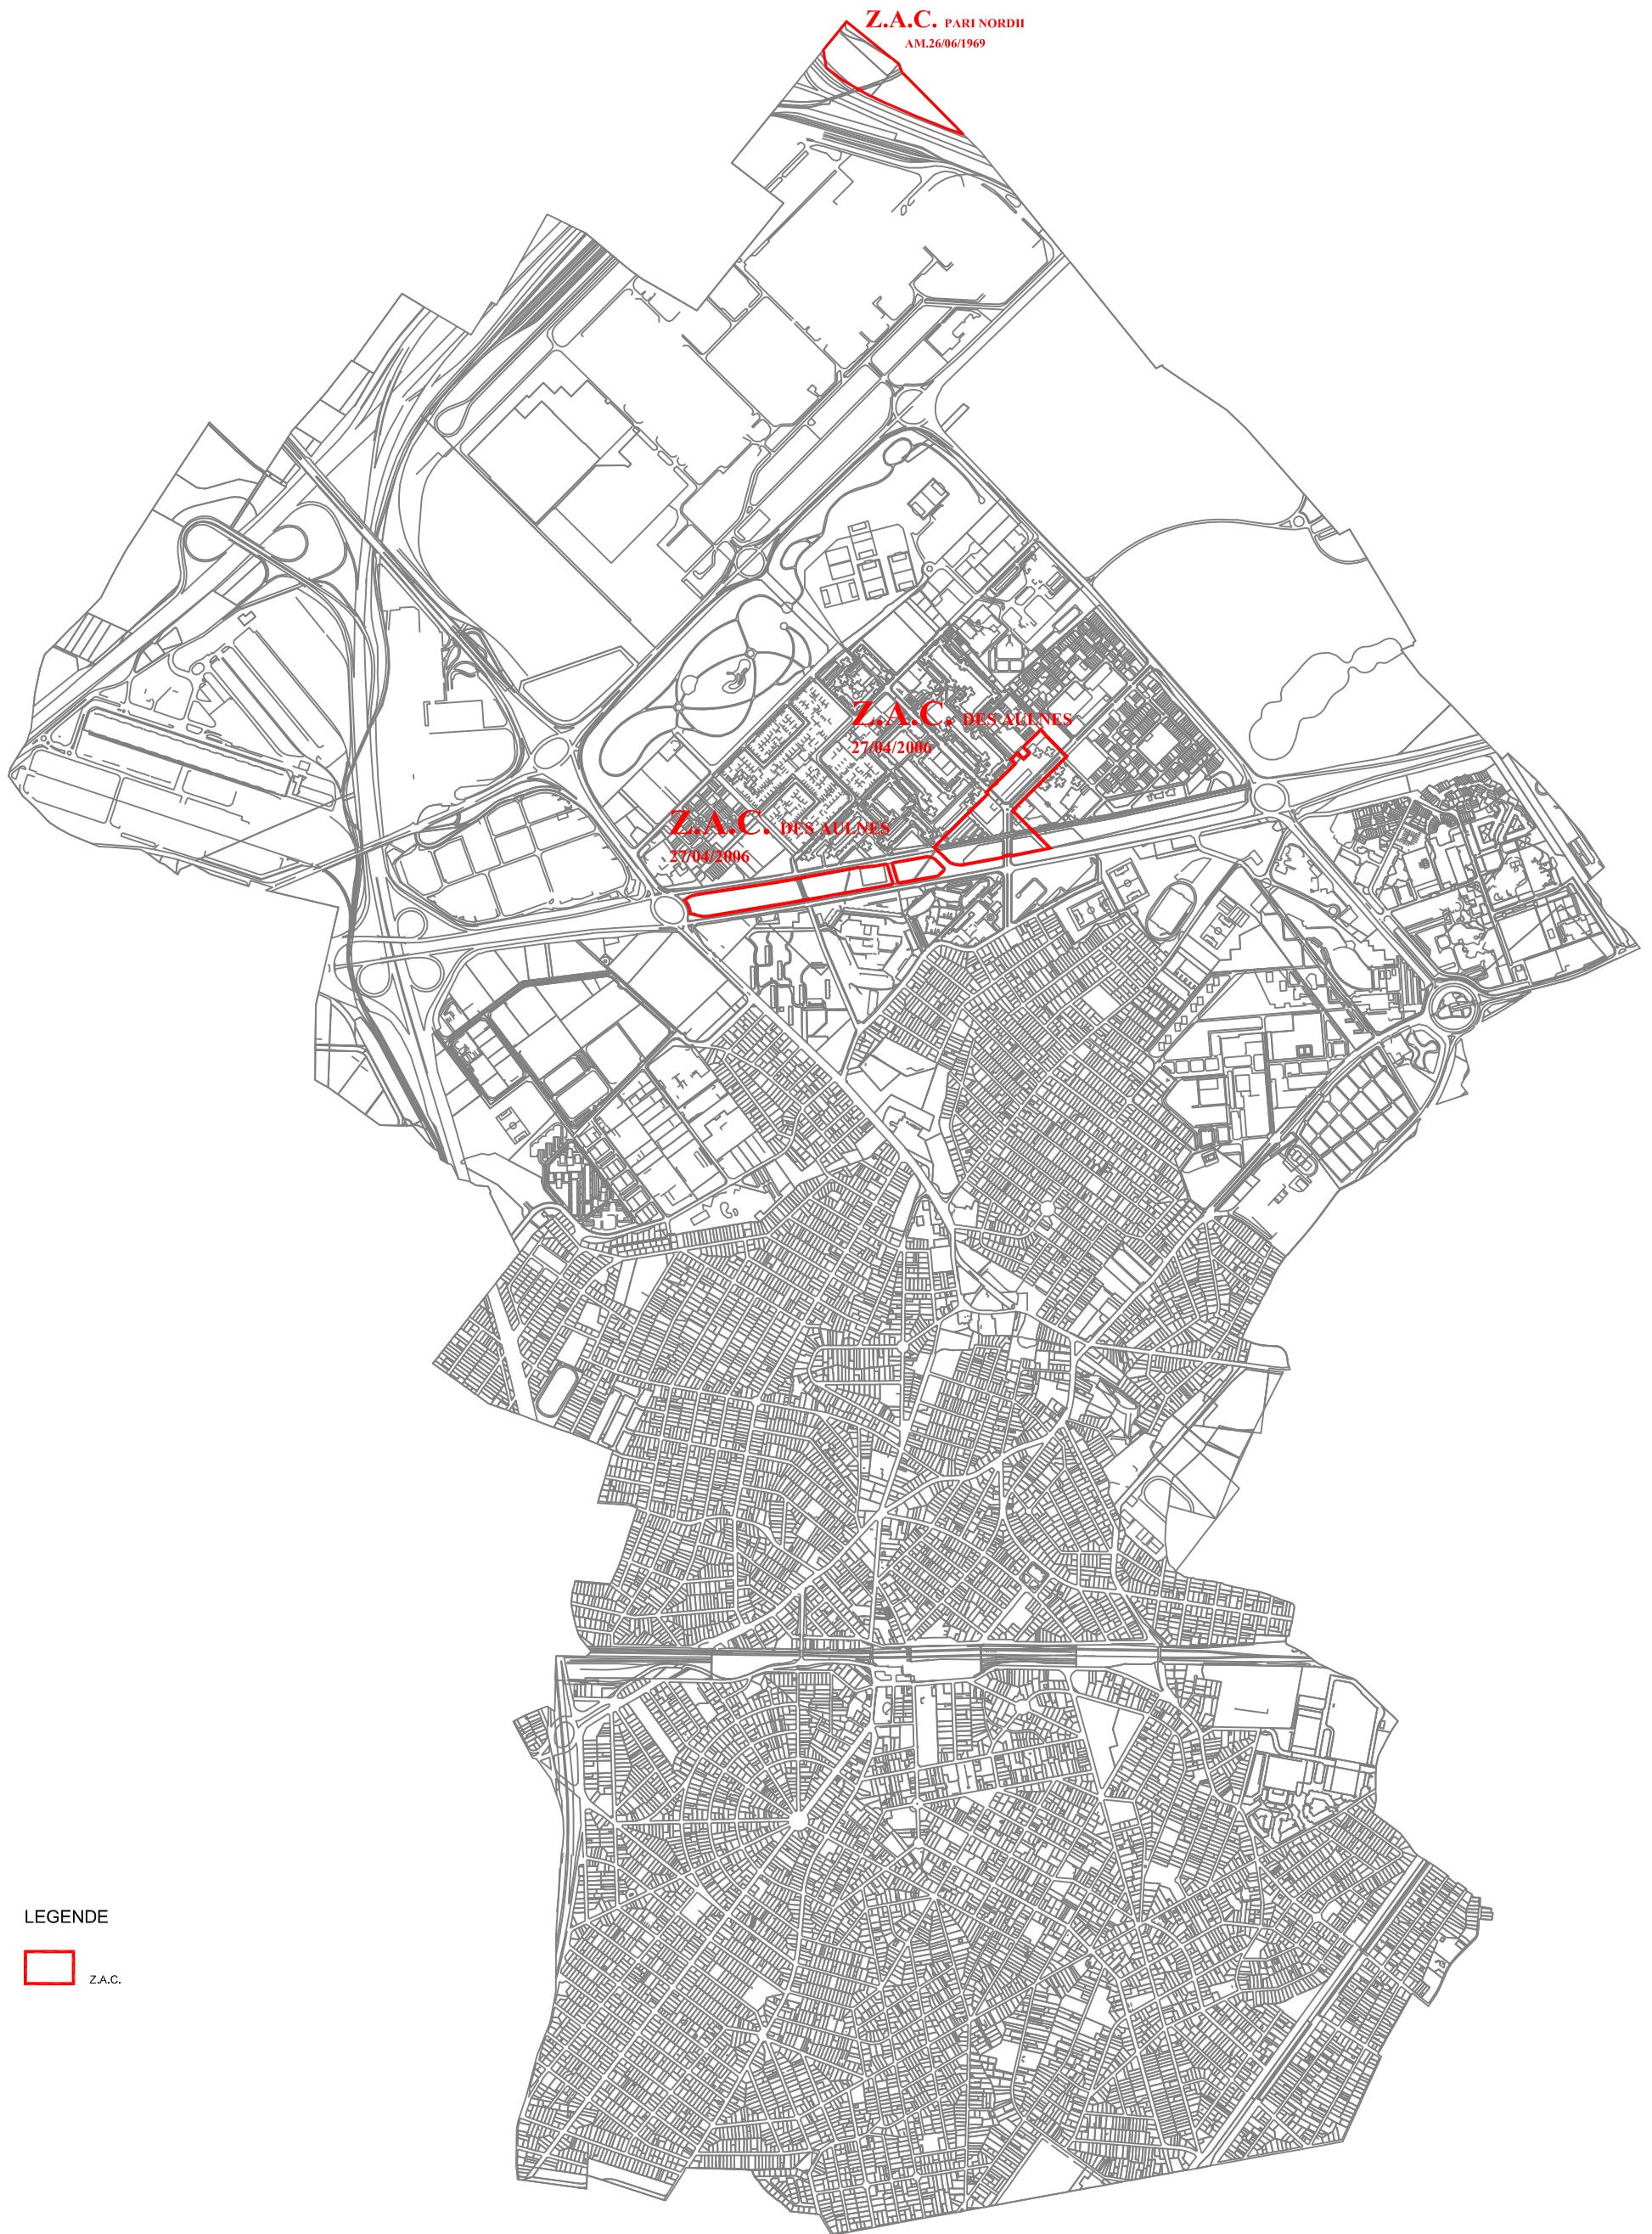 Z.A.C. PARI NORDII
AM.26/06/1969
Z.A.C. DES AULNES
27/04/2006
Z.A.C. DES AULNES
27/04/2006
LEGENDE
Z.A.C.